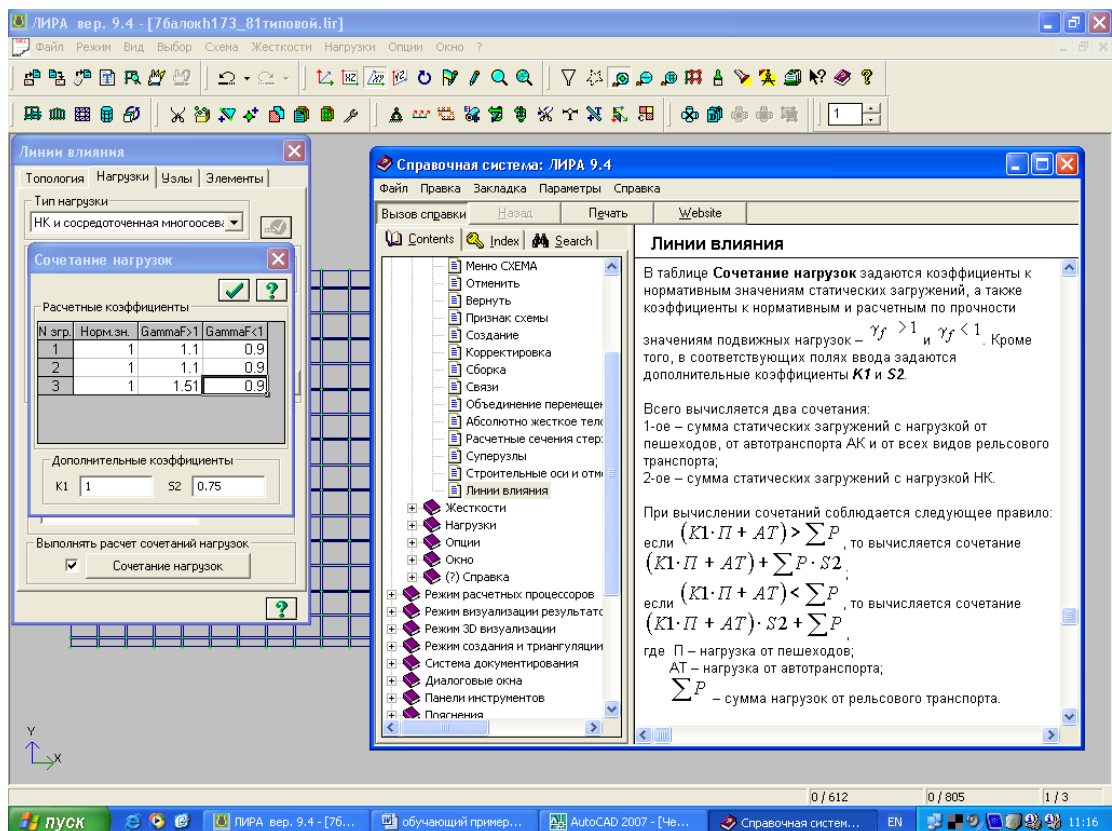 ЛИРА вер. 9.4 - [7балокh173_81типовой.lir]
Файл Режим Вид Выбор Схема Жесткости Нагрузки Опции Окно ?
1
Линии влияния
Топология Нагрузки Узлы Элементы
Тип нагрузки
НК и сосредоточенная многоосев
Сочетание нагрузок
Расчетные коэффициенты
N згр. Норм.зн. GammaF>1 GammaF<1
1 1 1.1 0.9
2 1 1.1 0.9
3 1 1.51 0.9
Дополнительные коэффициенты
K1 1 S2 0.75
Выполнять расчет сочетаний нагрузок
Сочетание нагрузок
Справочная система: ЛИРА 9.4
Файл Правка Закладка Параметры Справка
Вызов справки Назад Печать Website
Contents Index Search
Меню СХЕМА
Отменить
Вернуть
Признак схемы
Создание
Корректировка
Сборка
Связи
Объединение перемещен
Абсолютно жесткое тело
Расчетные сечения стер:
Суперузлы
Строительные оси и отм
Линии влияния
Жесткости
Нагрузки
Опции
Окно
(?) Справка
Режим расчетных процессоров
Режим визуализации результатс
Режим 3D визуализации
Режим создания и триангуляции
Система документирования
Диалоговые окна
Панели инструментов
Пояснения
Линии влияния
В таблице Сочетание нагрузок задаются коэффициенты к
нормативным значениям статических загружений, а также
коэффициенты к нормативным и расчетным по прочности
значениям подвижных нагрузок – γf > 1 и γf < 1. Кроме
того, в соответствующих полях ввода задаются
дополнительные коэффициенты K1 и S2.
Всего вычисляется два сочетания:
1-ое – сумма статических загружений с нагрузкой от
пешеходов, от автотранспорта АК и от всех видов рельсового
транспорта;
2-ое – сумма статических загружений с нагрузкой НК.
При вычислении сочетаний соблюдается следующее правило:
если (K1·П + АТ) > ∑P, то вычисляется сочетание
(K1·П + АТ) + ∑P·S2;
если (K1·П + АТ) < ∑P, то вычисляется сочетание
(K1·П + АТ)·S2 + ∑P,
где П – нагрузка от пешеходов;
АТ – нагрузка от автотранспорта;
∑P – сумма нагрузок от рельсового транспорта.
Y
X
0 / 612 0 / 805 1 / 3
пуск ЛИРА вер. 9.4 - [7б... обучающий пример... AutoCAD 2007 - [Че... Справочная систем... EN 11:16